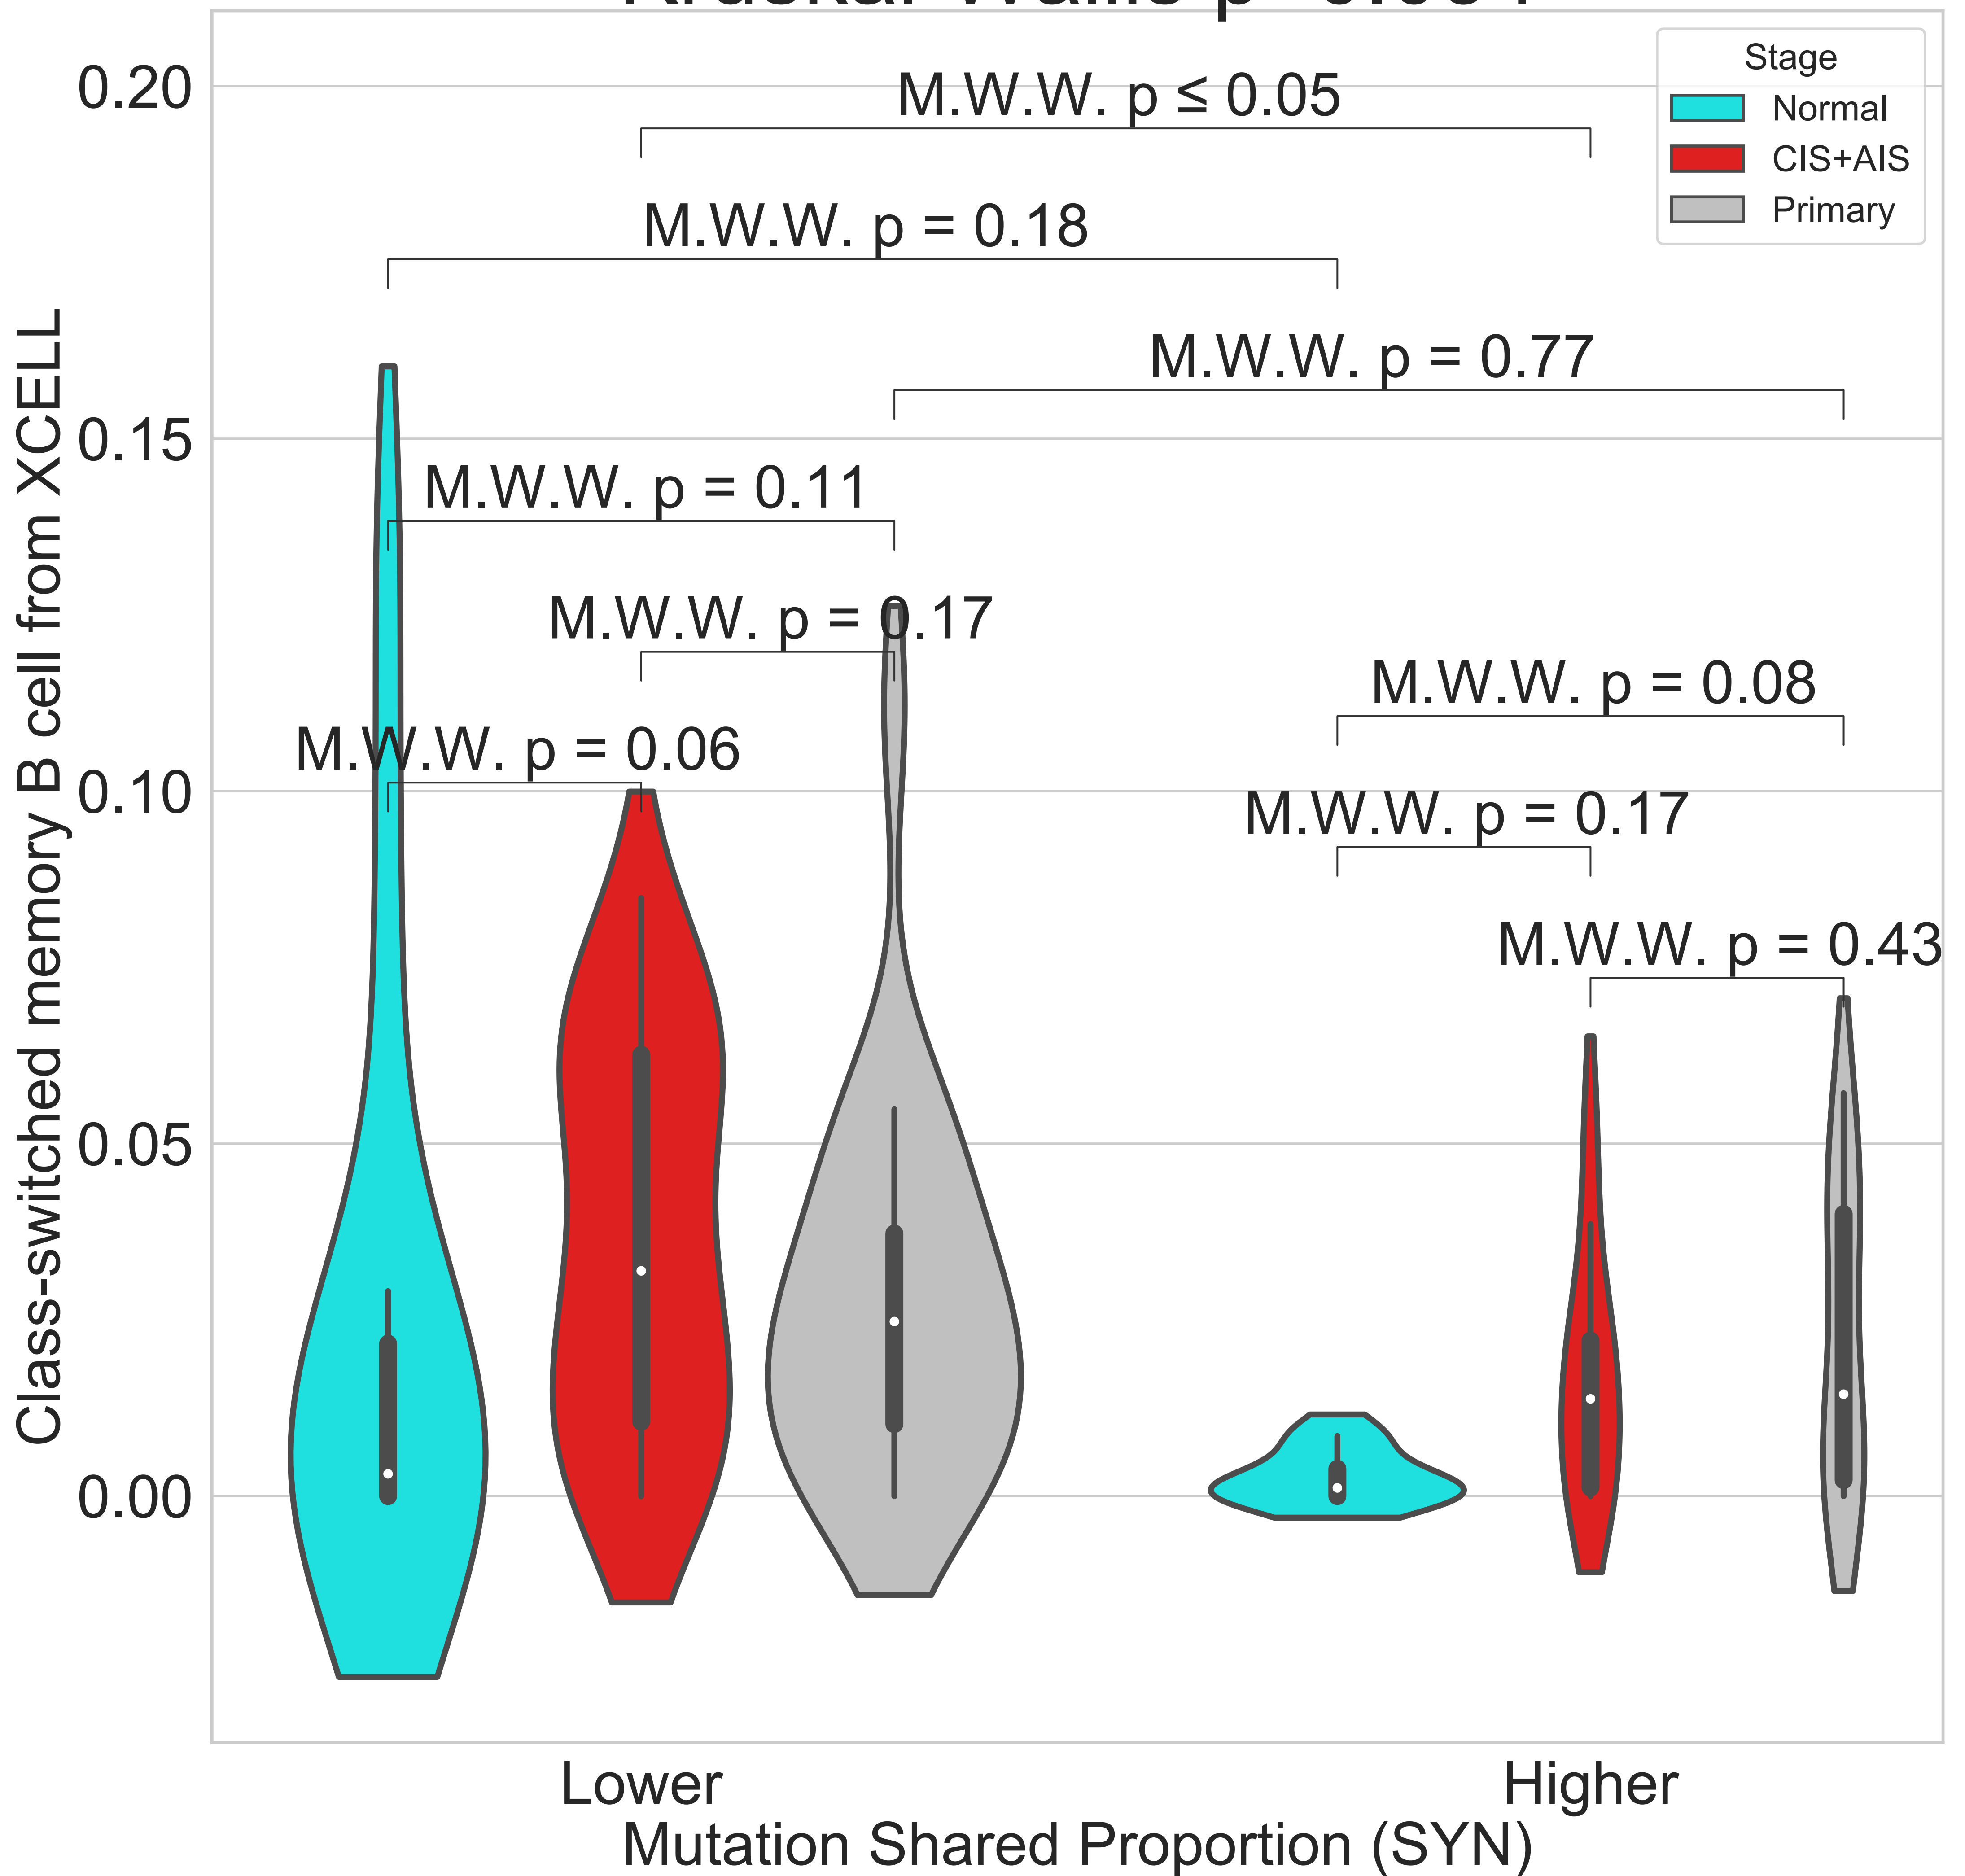 Stage
Normal
CIS+AIS
Primary
M.W.W. p ≤ 0.05
M.W.W. p = 0.18
M.W.W. p = 0.77
M.W.W. p = 0.11
M.W.W. p = 0.17
M.W.W. p = 0.08
M.W.W. p = 0.06
M.W.W. p = 0.17
M.W.W. p = 0.43
Class-switched memory B cell from XCELL
0.20
0.15
0.10
0.05
0.00
Lower
Higher
Mutation Shared Proportion (SYN)